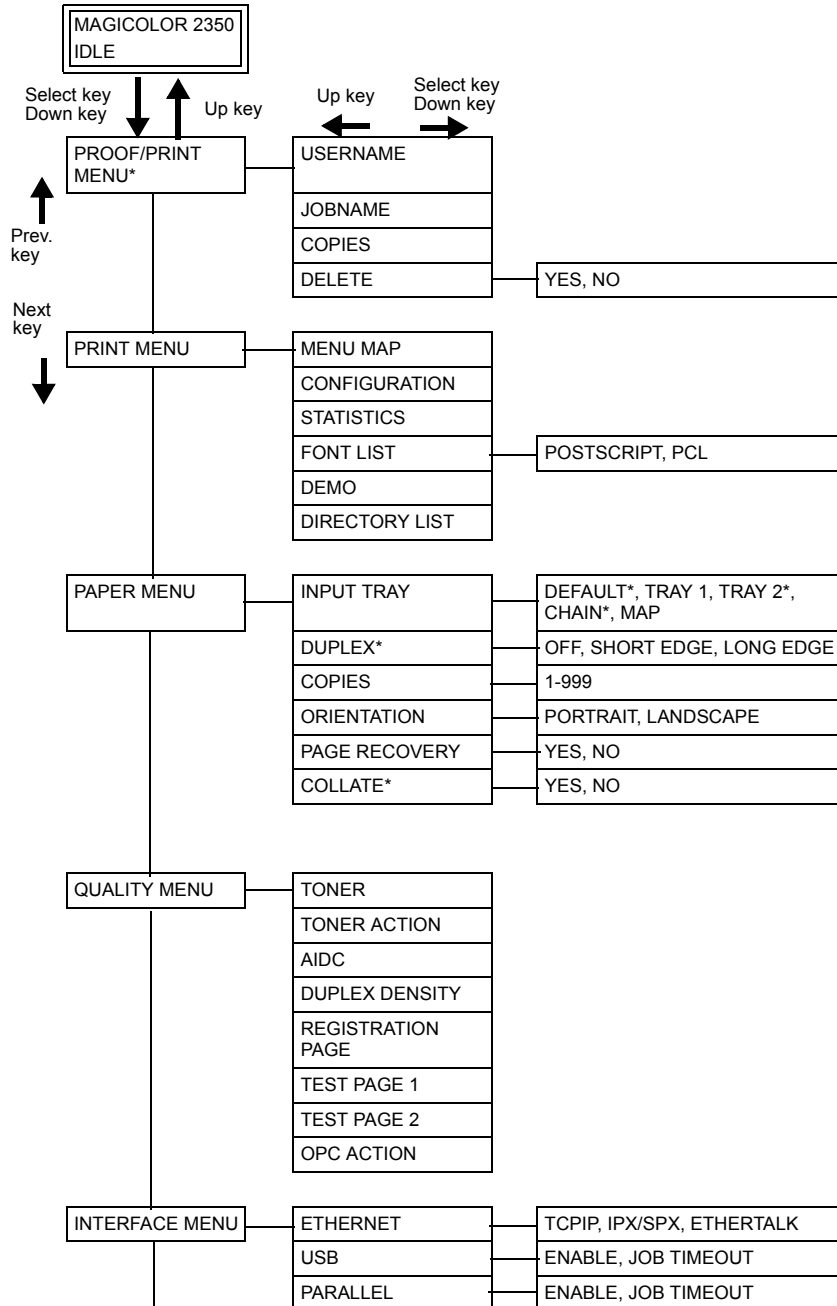 MAGICOLOR 2350
IDLE
Select key
Down key
Up key
Up key
Select key
Down key
PROOF/PRINT
MENU*
USERNAME
Prev.
key
JOBNAME
COPIES
DELETE
YES, NO
Next
key
PRINT MENU
MENU MAP
CONFIGURATION
STATISTICS
FONT LIST
POSTSCRIPT, PCL
DEMO
DIRECTORY LIST
PAPER MENU
INPUT TRAY
DEFAULT*, TRAY 1, TRAY 2*,
CHAIN*, MAP
DUPLEX*
OFF, SHORT EDGE, LONG EDGE
COPIES
1-999
ORIENTATION
PORTRAIT, LANDSCAPE
PAGE RECOVERY
YES, NO
COLLATE*
YES, NO
QUALITY MENU
TONER
TONER ACTION
AIDC
DUPLEX DENSITY
REGISTRATION
PAGE
TEST PAGE 1
TEST PAGE 2
OPC ACTION
INTERFACE MENU
ETHERNET
TCPIP, IPX/SPX, ETHERTALK
USB
ENABLE, JOB TIMEOUT
PARALLEL
ENABLE, JOB TIMEOUT